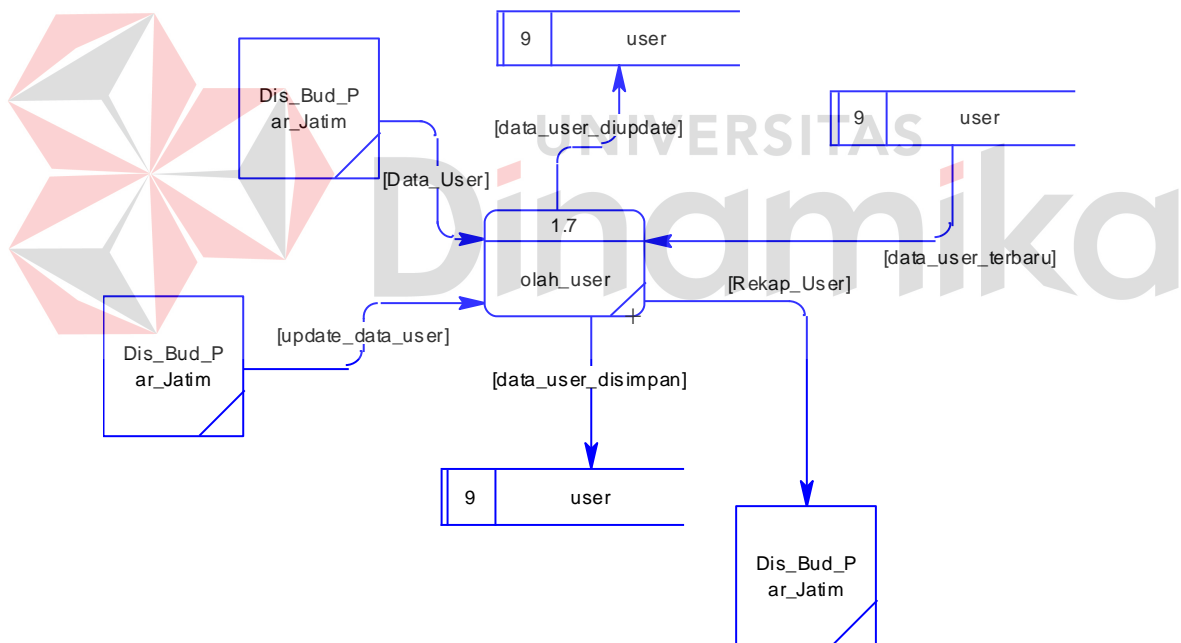 9 user
Dis_Bud_P
ar_Jatim
9 user
[data_user_diupdate]
UNIVERSITAS
Dinamika
[Data_User]
1.7
olah_user
[data_user_terbaru]
[Rekap_User]
[update_data_user]
Dis_Bud_P
ar_Jatim
[data_user_disimpan]
9 user
Dis_Bud_P
ar_Jatim